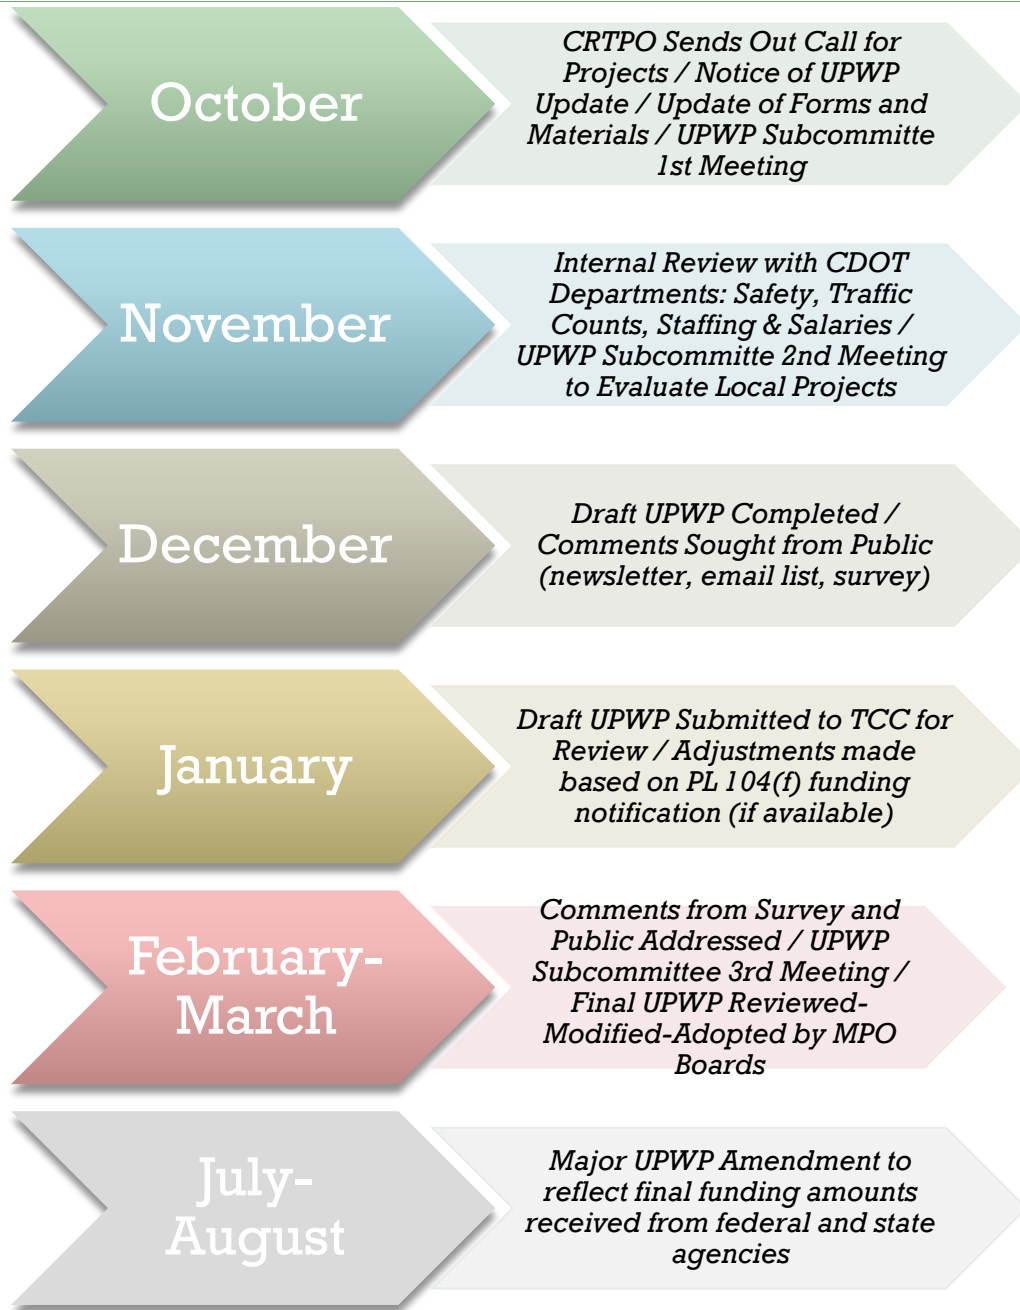 October
CRTPO Sends Out Call for
Projects / Notice of UPWP
Update / Update of Forms and
Materials / UPWP Subcommitte
1st Meeting
November
Internal Review with CDOT
Departments: Safety, Traffic
Counts, Staffing & Salaries /
UPWP Subcommitte 2nd Meeting
to Evaluate Local Projects
December
Draft UPWP Completed /
Comments Sought from Public
(newsletter, email list, survey)
January
Draft UPWP Submitted to TCC for
Review / Adjustments made
based on PL 104(f) funding
notification (if available)
February-
March
Comments from Survey and
Public Addressed / UPWP
Subcommittee 3rd Meeting /
Final UPWP Reviewed-
Modified-Adopted by MPO
Boards
July-
August
Major UPWP Amendment to
reflect final funding amounts
received from federal and state
agencies